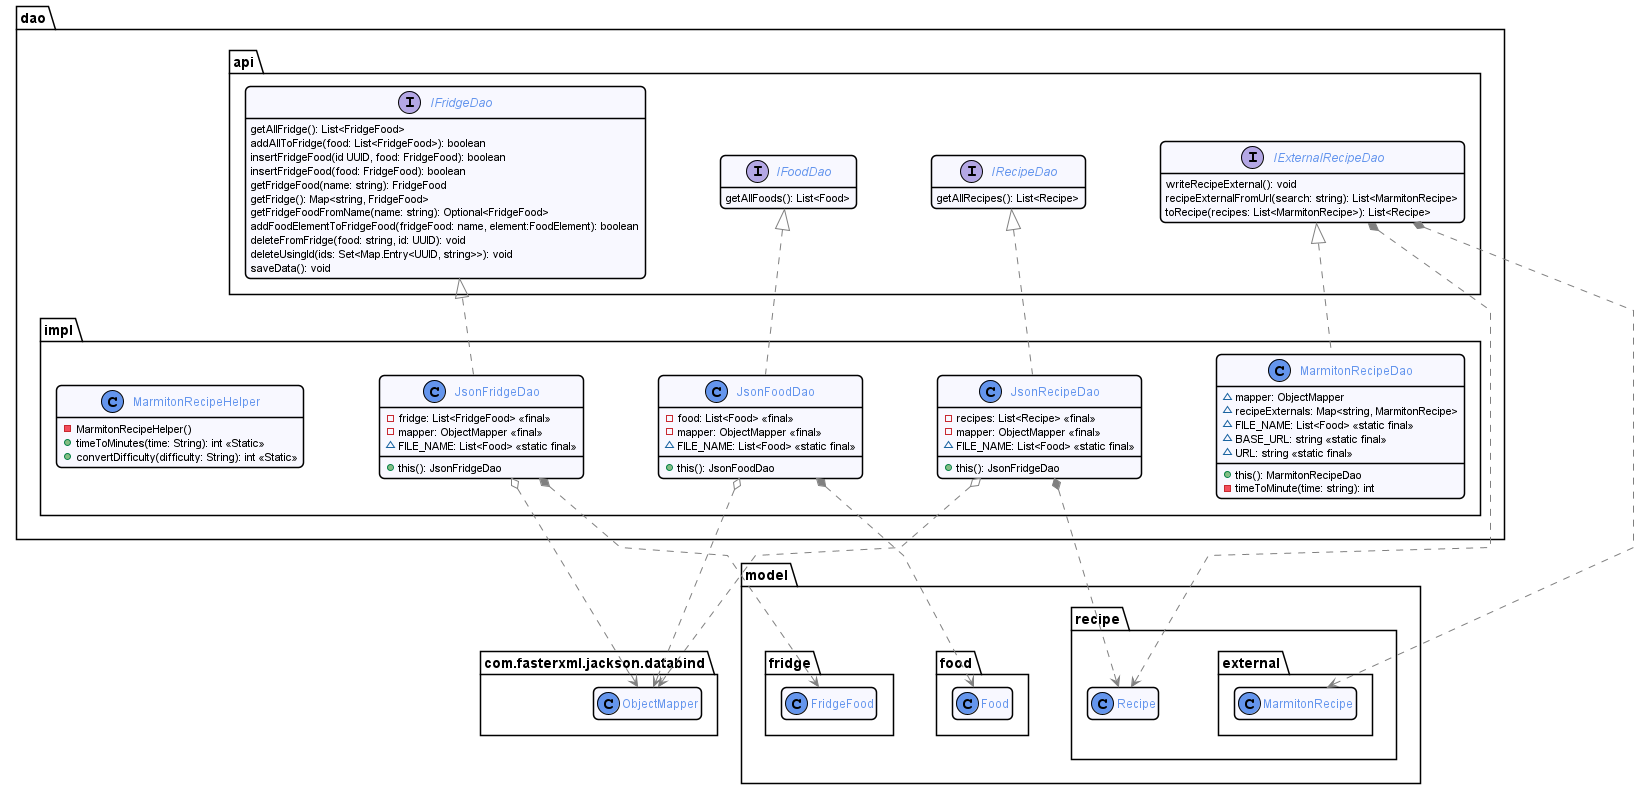 dao
api
IFridgeDao
getAllFridge(): List<FridgeFood>
addAllToFridge(food: List<FridgeFood>): boolean
insertFridgeFood(id UUID, food: FridgeFood): boolean
insertFridgeFood(food: FridgeFood): boolean
getFridgeFood(name: string): FridgeFood
getFridge(): Map<string, FridgeFood>
getFridgeFoodFromName(name: string): Optional<FridgeFood>
addFoodElementToFridgeFood(fridgeFood: name, element:FoodElement): boolean
deleteFromFridge(food: string, id: UUID): void
deleteUsingId(ids: Set<Map.Entry<UUID, string>>): void
saveData(): void
IFoodDao
getAllFoods(): List<Food>
IRecipeDao
getAllRecipes(): List<Recipe>
IExternalRecipeDao
writeRecipeExternal(): void
recipeExternalFromUrl(search: string): List<MarmitonRecipe>
toRecipe(recipes: List<MarmitonRecipe>): List<Recipe>
impl
MarmitonRecipeHelper
MarmitonRecipeHelper()
timeToMinutes(time: String): int «Static»
convertDifficulty(difficulty: String): int «Static»
JsonFridgeDao
fridge: List<FridgeFood> «final»
mapper: ObjectMapper «final»
FILE_NAME: List<Food> «static final»
this(): JsonFridgeDao
JsonFoodDao
food: List<Food> «final»
mapper: ObjectMapper «final»
FILE_NAME: List<Food> «static final»
this(): JsonFoodDao
JsonRecipeDao
recipes: List<Recipe> «final»
mapper: ObjectMapper «final»
FILE_NAME: List<Food> «static final»
this(): JsonFridgeDao
MarmitonRecipeDao
mapper: ObjectMapper
recipeExternals: Map<string, MarmitonRecipe>
FILE_NAME: List<Food> «static final»
BASE_URL: string «static final»
URL: string «static final»
this(): MarmitonRecipeDao
timeToMinute(time: string): int
model
com.fasterxml.jackson.databind
ObjectMapper
fridge
FridgeFood
food
Food
recipe
Recipe
external
MarmitonRecipe